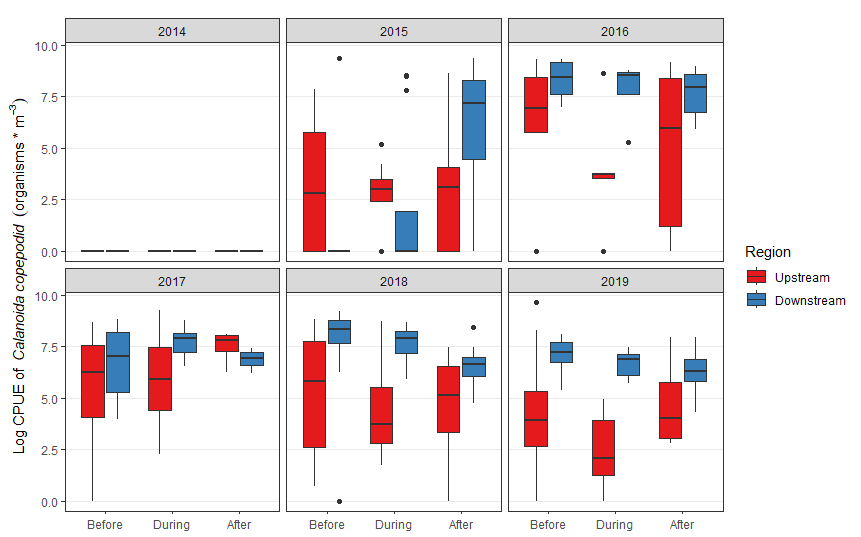 2014 2015 2016
10.0
7.5
5.0
2.5
0.0
2017 2018 2019
10.0
7.5
5.0
2.5
0.0
Before During After Before During After Before During After
Log CPUE of Calanoida copepodid (organisms * m⁻³)
Region
Upstream
Downstream